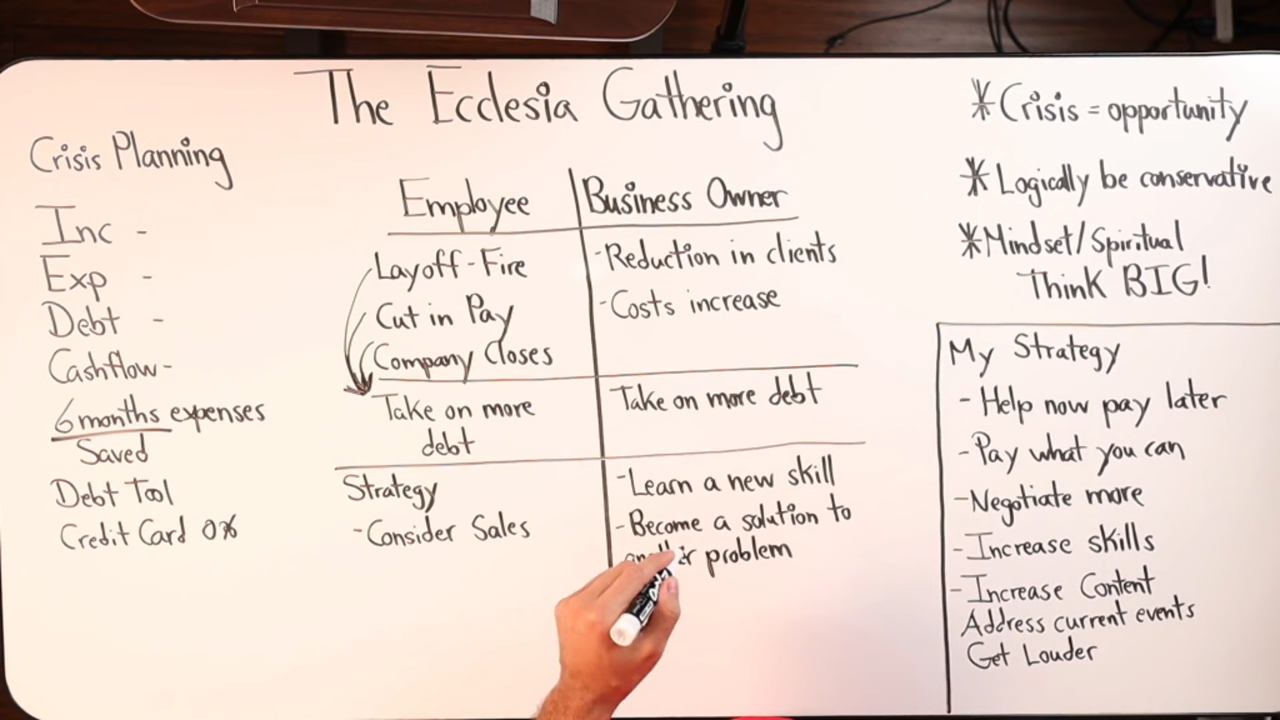 The Ecclesia Gathering
Crisis Planning
Inc -
Exp -
Debt -
Cashflow -
6 months expenses
Saved
Debt Tool
Credit Card 0%
Employee
Layoff - Fire
Cut in Pay
Company Closes
Take on more
debt
Strategy
- Consider Sales
Business Owner
- Reduction in clients
- Costs increase
Take on more debt
- Learn a new skill
- Become a solution to
problem
* Crisis = opportunity
* Logically be conservative
* Mindset/Spiritual
Think BIG!
My Strategy
- Help now pay later
- Pay what you can
- Negotiate more
- Increase skills
- Increase Content
Address current events
Get Louder